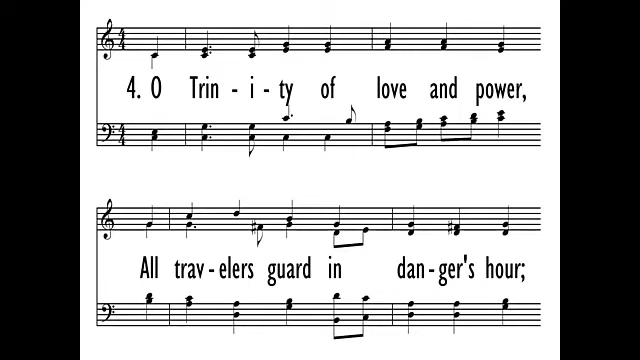 4. O Trin - i - ty of love and power,
All trav - elers guard in dan - ger's hour;